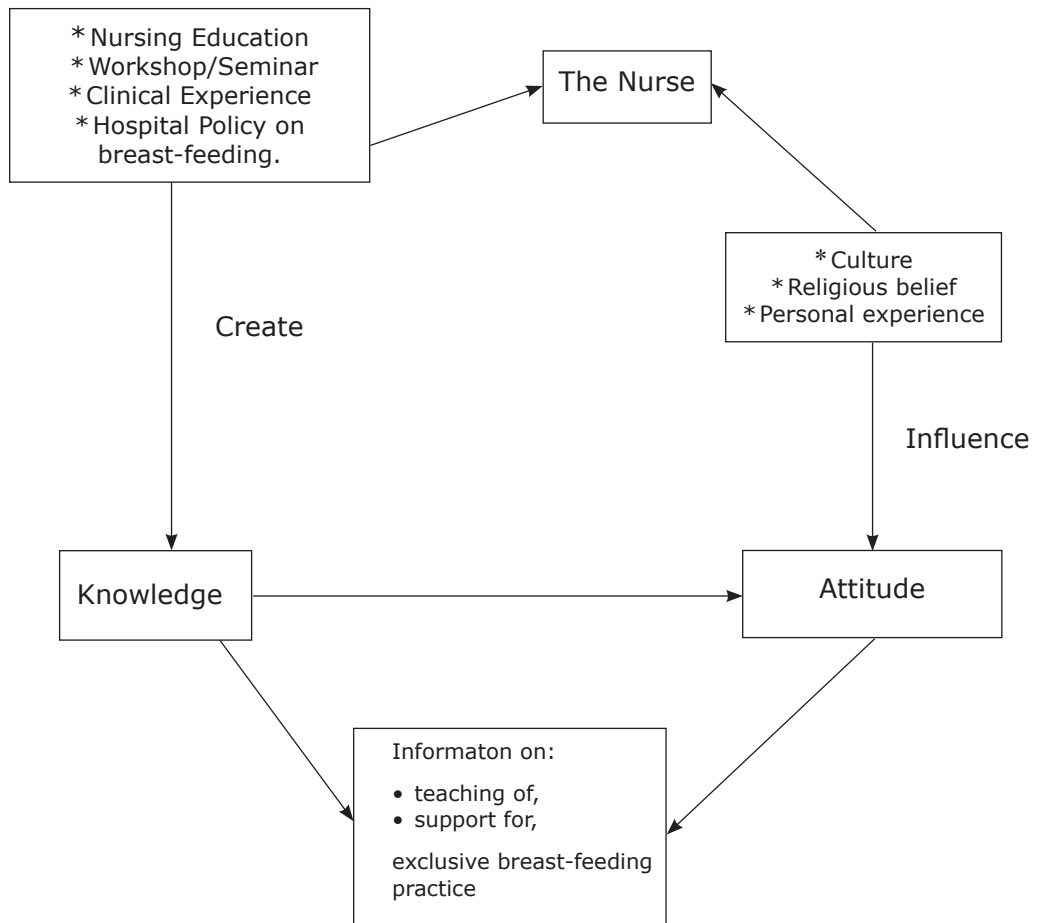 * Nursing Education
* Workshop/Seminar
* Clinical Experience
* Hospital Policy on
breast-feeding.
The Nurse
* Culture
* Religious belief
* Personal experience
Create
Influence
Knowledge
Attitude
Informaton on:
• teaching of,
• support for,
exclusive breast-feeding
practice